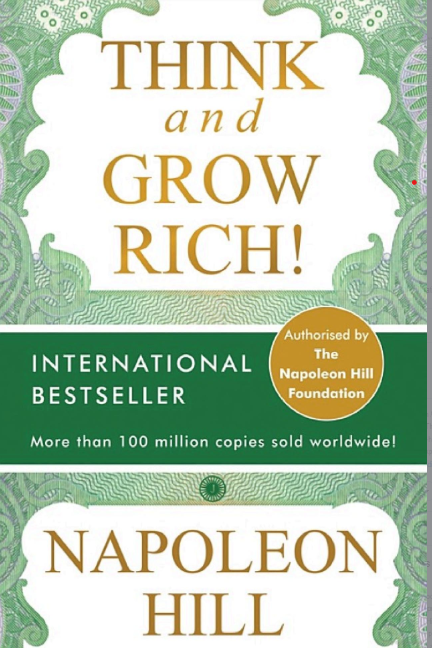 THINK
and
GROW
RICH!
INTERNATIONAL
BESTSELLER
Authorised by
The
Napoleon Hill
Foundation
More than 100 million copies sold worldwide!
NAPOLEON
HILL